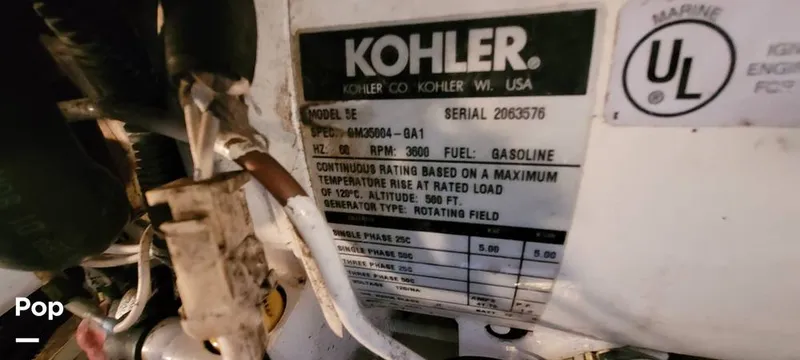 KOHLER®
KOHLER CO. KOHLER WI. USA
MODEL 5E SERIAL 2063576
SPEC. GM35004-GA1
HZ. 60 RPM: 3600 FUEL: GASOLINE
CONTINUOUS RATING BASED ON A MAXIMUM
TEMPERATURE RISE AT RATED LOAD
OF 120°C. ALTITUDE: 500 FT.
GENERATOR TYPE: ROTATING FIELD
SINGLE PHASE 25C 5.00 5.00
SINGLE PHASE 50C
THREE PHASE 25C
THREE PHASE 50C
VOLTAGE
AMPS
MARINE
UL
®
Pop